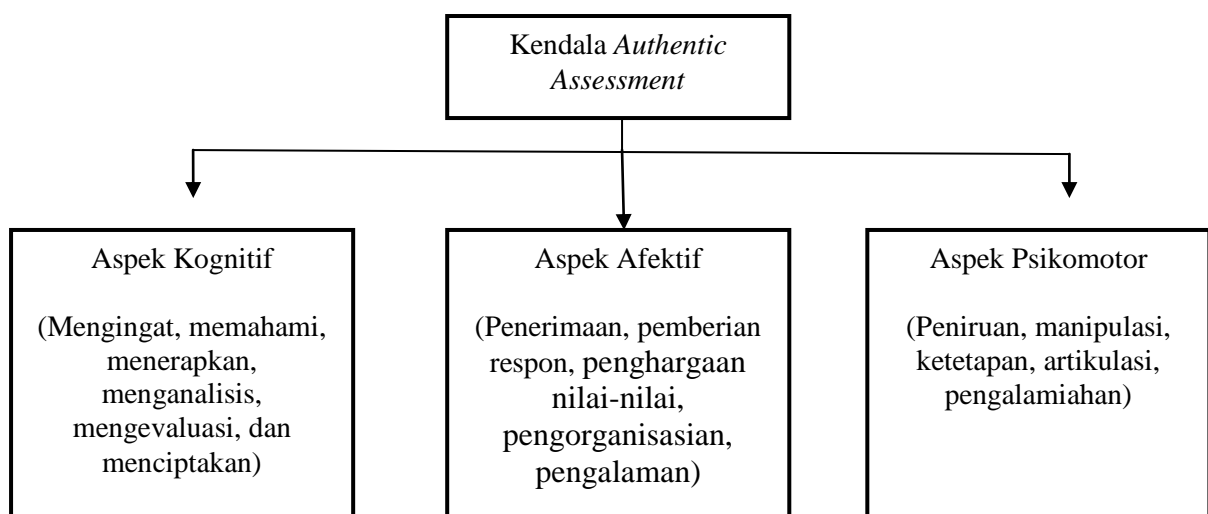 Kendala Authentic
Assessment
Aspek Kognitif
(Mengingat, memahami,
menerapkan,
menganalisis,
mengevaluasi, dan
menciptakan)
Aspek Afektif
(Penerimaan, pemberian
respon, penghargaan
nilai-nilai,
pengorganisasian,
pengalaman)
Aspek Psikomotor
(Peniruan, manipulasi,
ketetapan, artikulasi,
pengalamiahan)